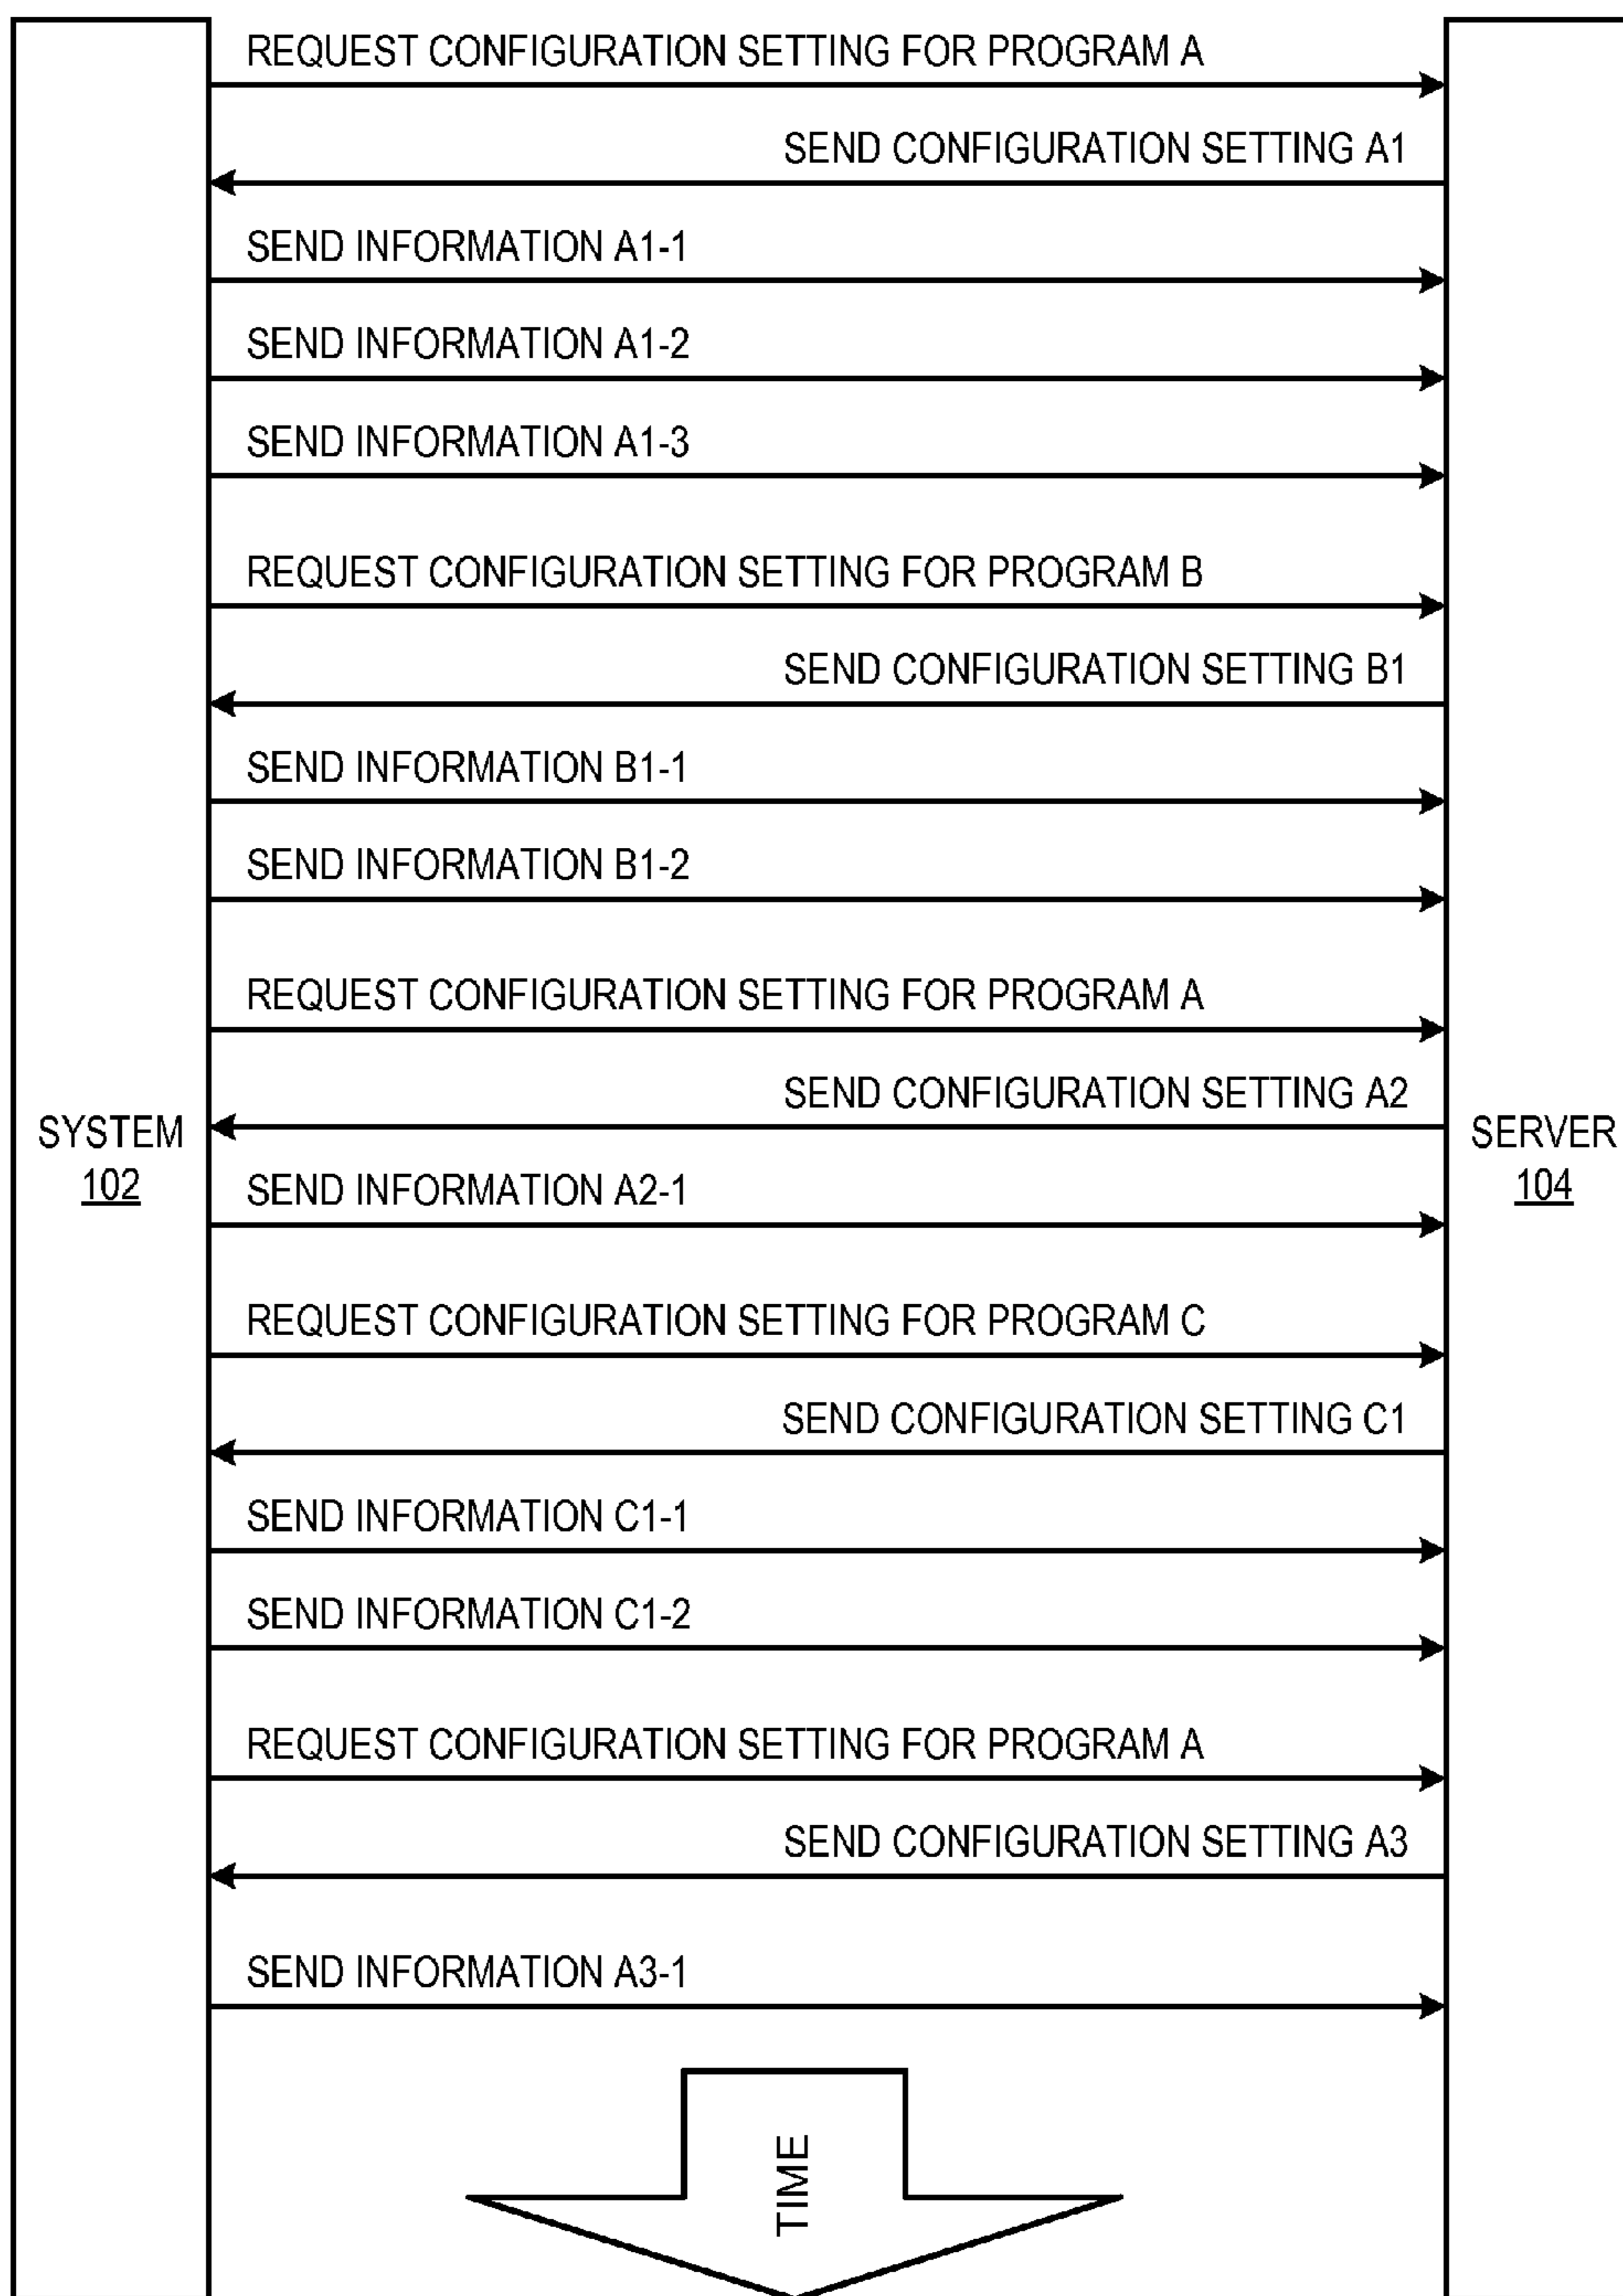 REQUEST CONFIGURATION SETTING FOR PROGRAM A
SEND CONFIGURATION SETTING A1
SEND INFORMATION A1-1
SEND INFORMATION A1-2
SEND INFORMATION A1-3
REQUEST CONFIGURATION SETTING FOR PROGRAM B
SEND CONFIGURATION SETTING B1
SEND INFORMATION B1-1
SEND INFORMATION B1-2
REQUEST CONFIGURATION SETTING FOR PROGRAM A
SEND CONFIGURATION SETTING A2
SYSTEM
102
SERVER
104
SEND INFORMATION A2-1
REQUEST CONFIGURATION SETTING FOR PROGRAM C
SEND CONFIGURATION SETTING C1
SEND INFORMATION C1-1
SEND INFORMATION C1-2
REQUEST CONFIGURATION SETTING FOR PROGRAM A
SEND CONFIGURATION SETTING A3
SEND INFORMATION A3-1
TIME